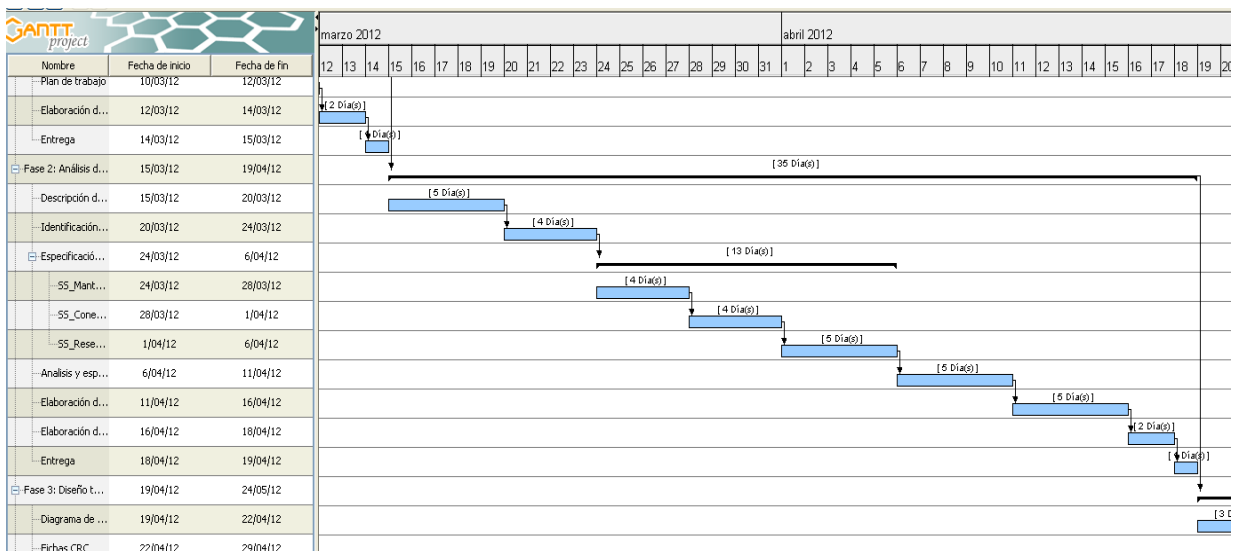 GANTT
project
marzo 2012 abril 2012
Nombre Fecha de inicio Fecha de fin 12 13 14 15 16 17 18 19 20 21 22 23 24 25 26 27 28 29 30 31 1 2 3 4 5 6 7 8 9 10 11 12 13 14 15 16 17 18 19 20
Plan de trabajo 10/03/12 12/03/12
Elaboración d... 12/03/12 14/03/12 [ 2 Día(s) ]
Entrega 14/03/12 15/03/12 Día(s) ]
Fase 2: Análisis d... 15/03/12 19/04/12 [ 35 Día(s) ]
Descripción d... 15/03/12 20/03/12 [ 5 Día(s) ]
Identificación... 20/03/12 24/03/12 [ 4 Día(s) ]
Especificació... 24/03/12 6/04/12 [ 13 Día(s) ]
SS_Mant... 24/03/12 28/03/12 [ 4 Día(s) ]
SS_Cone... 28/03/12 1/04/12 [ 4 Día(s) ]
SS_Rese... 1/04/12 6/04/12 [ 5 Día(s) ]
Analisis y esp... 6/04/12 11/04/12 [ 5 Día(s) ]
Elaboración d... 11/04/12 16/04/12 [ 5 Día(s) ]
Elaboración d... 16/04/12 18/04/12 [ 2 Día(s) ]
Entrega 18/04/12 19/04/12 Día(s) ]
Fase 3: Diseño t... 19/04/12 24/05/12
Diagrama de ... 19/04/12 22/04/12 [ 3 D
Fichas CRC 22/04/12 29/04/12